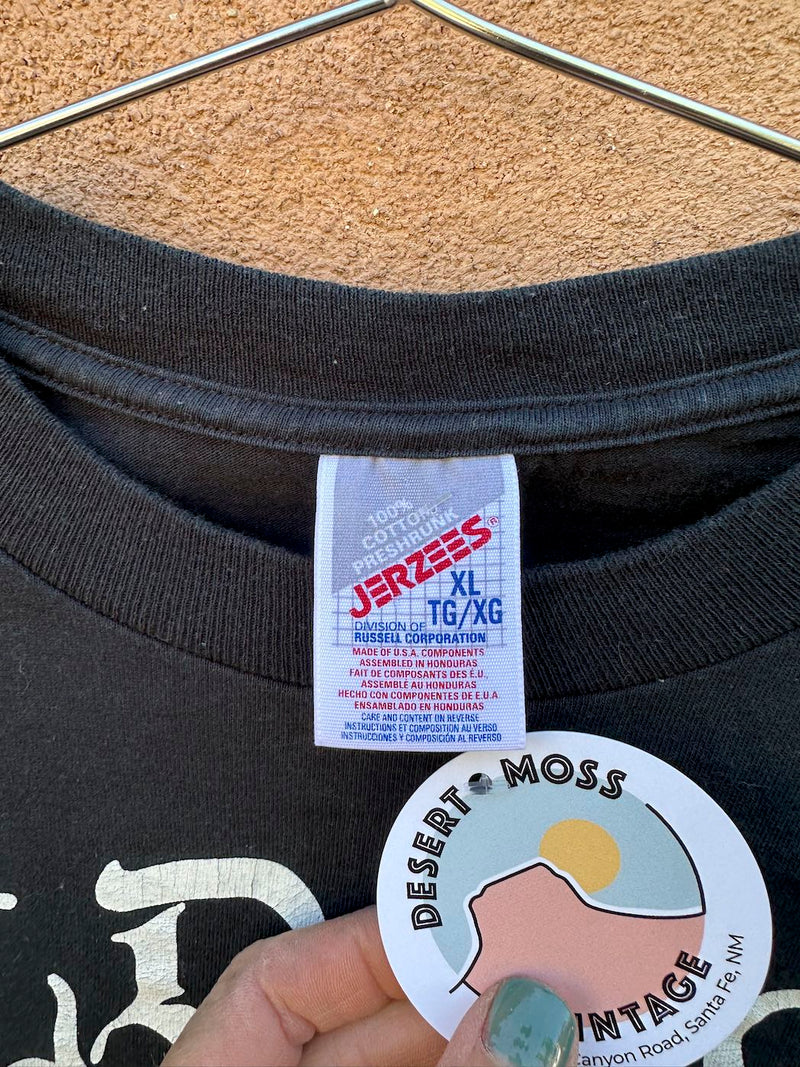 100%
COTTON
PRESHRUNK
JERZEES®
XL
TG/XG
DIVISION OF
RUSSELL CORPORATION
MADE OF U.S.A. COMPONENTS
ASSEMBLED IN HONDURAS
FAIT DE COMPOSANTS DES É.U.,
ASSEMBLÉ AU HONDURAS
HECHO CON COMPONENTES DE E.U.A
ENSAMBLADO EN HONDURAS
CARE AND CONTENT ON REVERSE
INSTRUCTIONS ET COMPOSITION AU VERSO
INSTRUCCIONES Y COMPOSICIÓN AL REVERSO
DESERT MOSS
INTAGE
Canyon Road, Santa Fe, NM